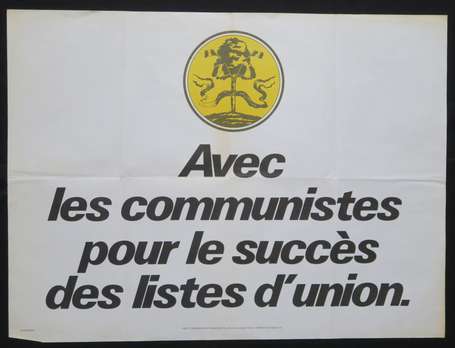 Avec
les communistes
pour le succès
des listes d'union.